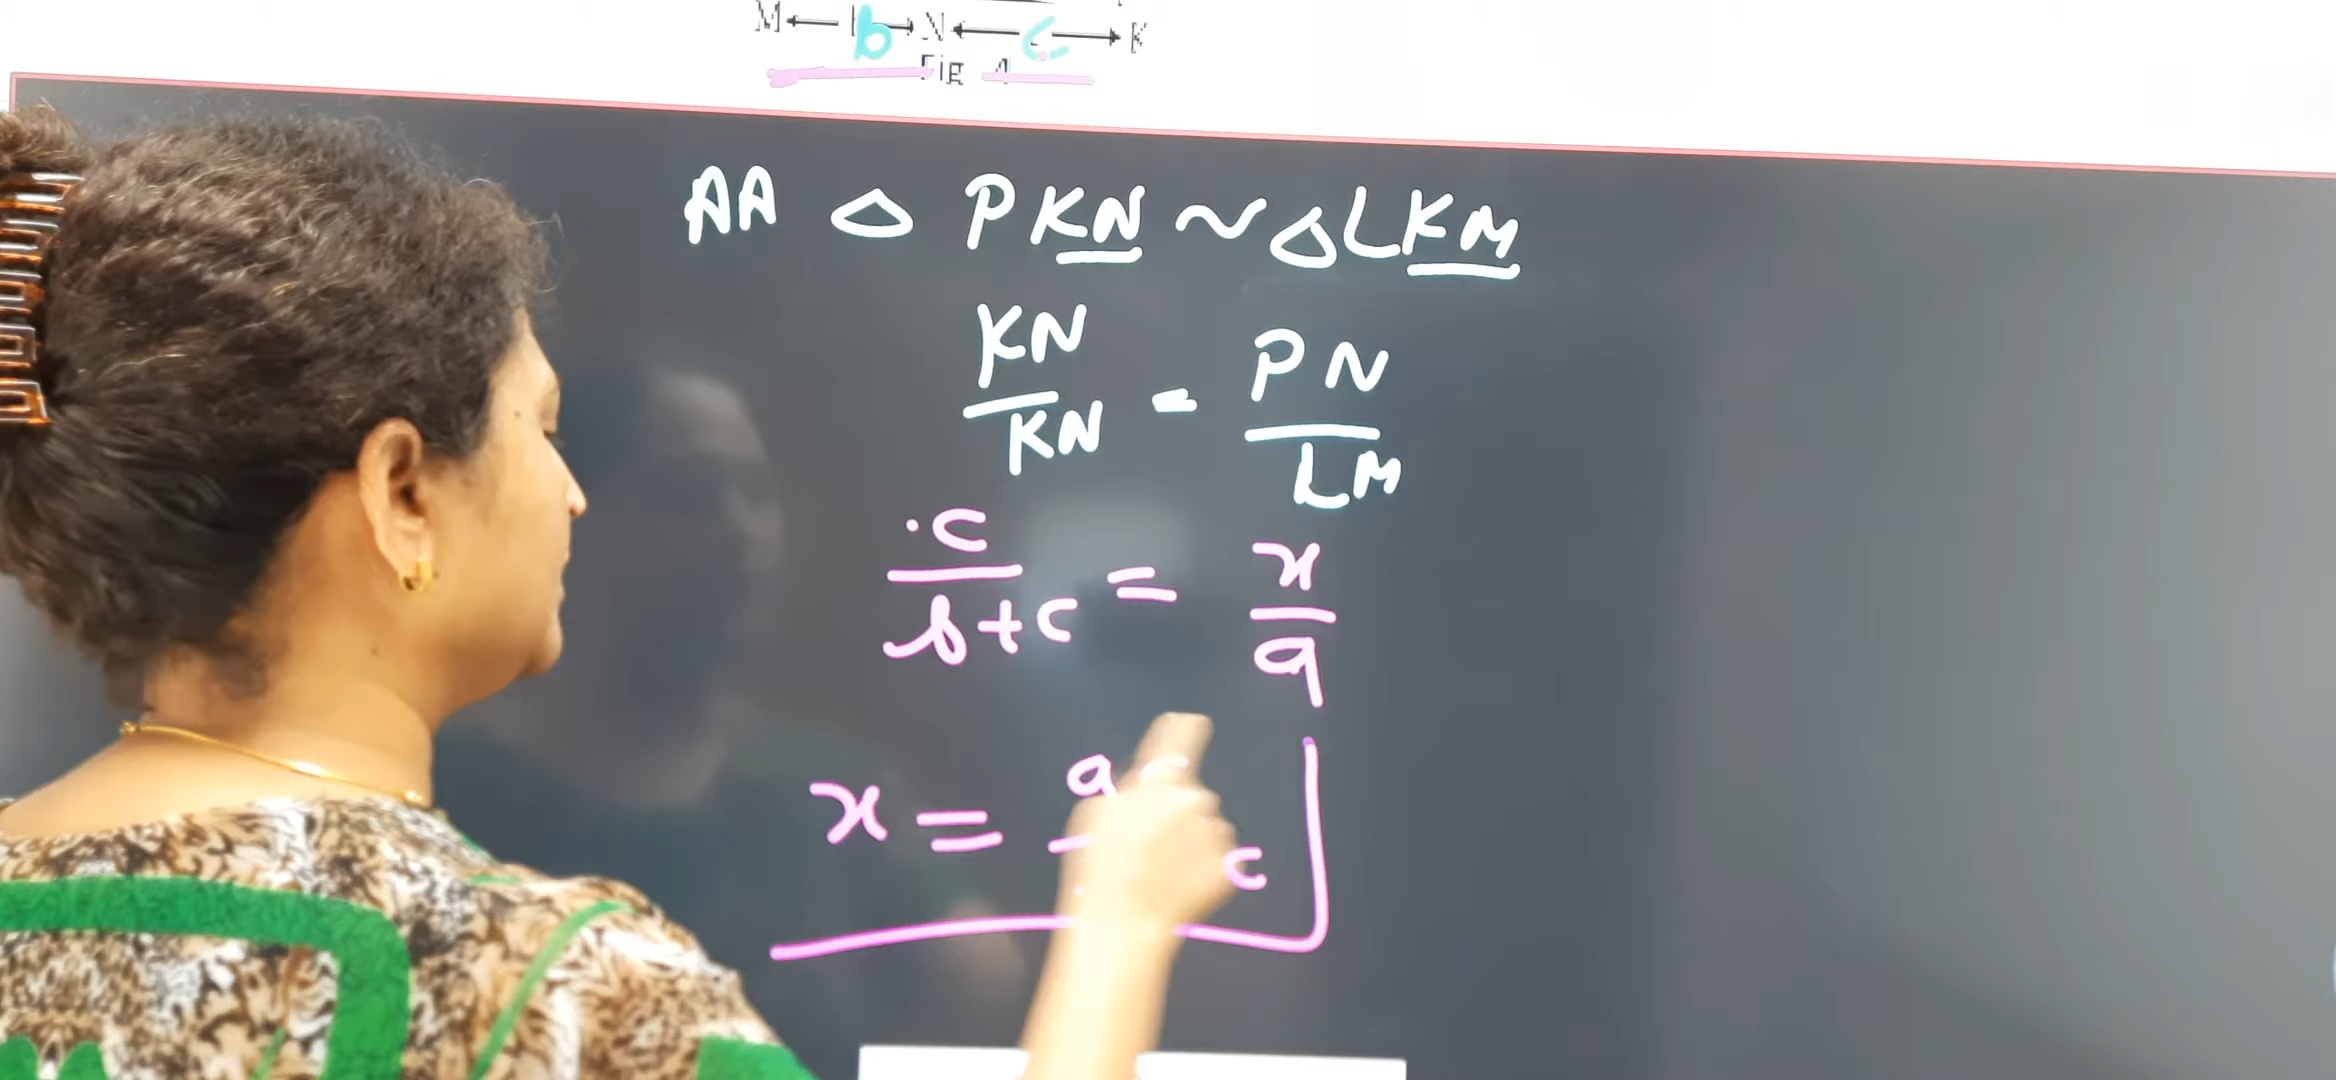 M b N c K
Fig 4
AA △ PKN ~ △ LKM
KN/KN = PN/LM
c/b+c = x/a
x = a c